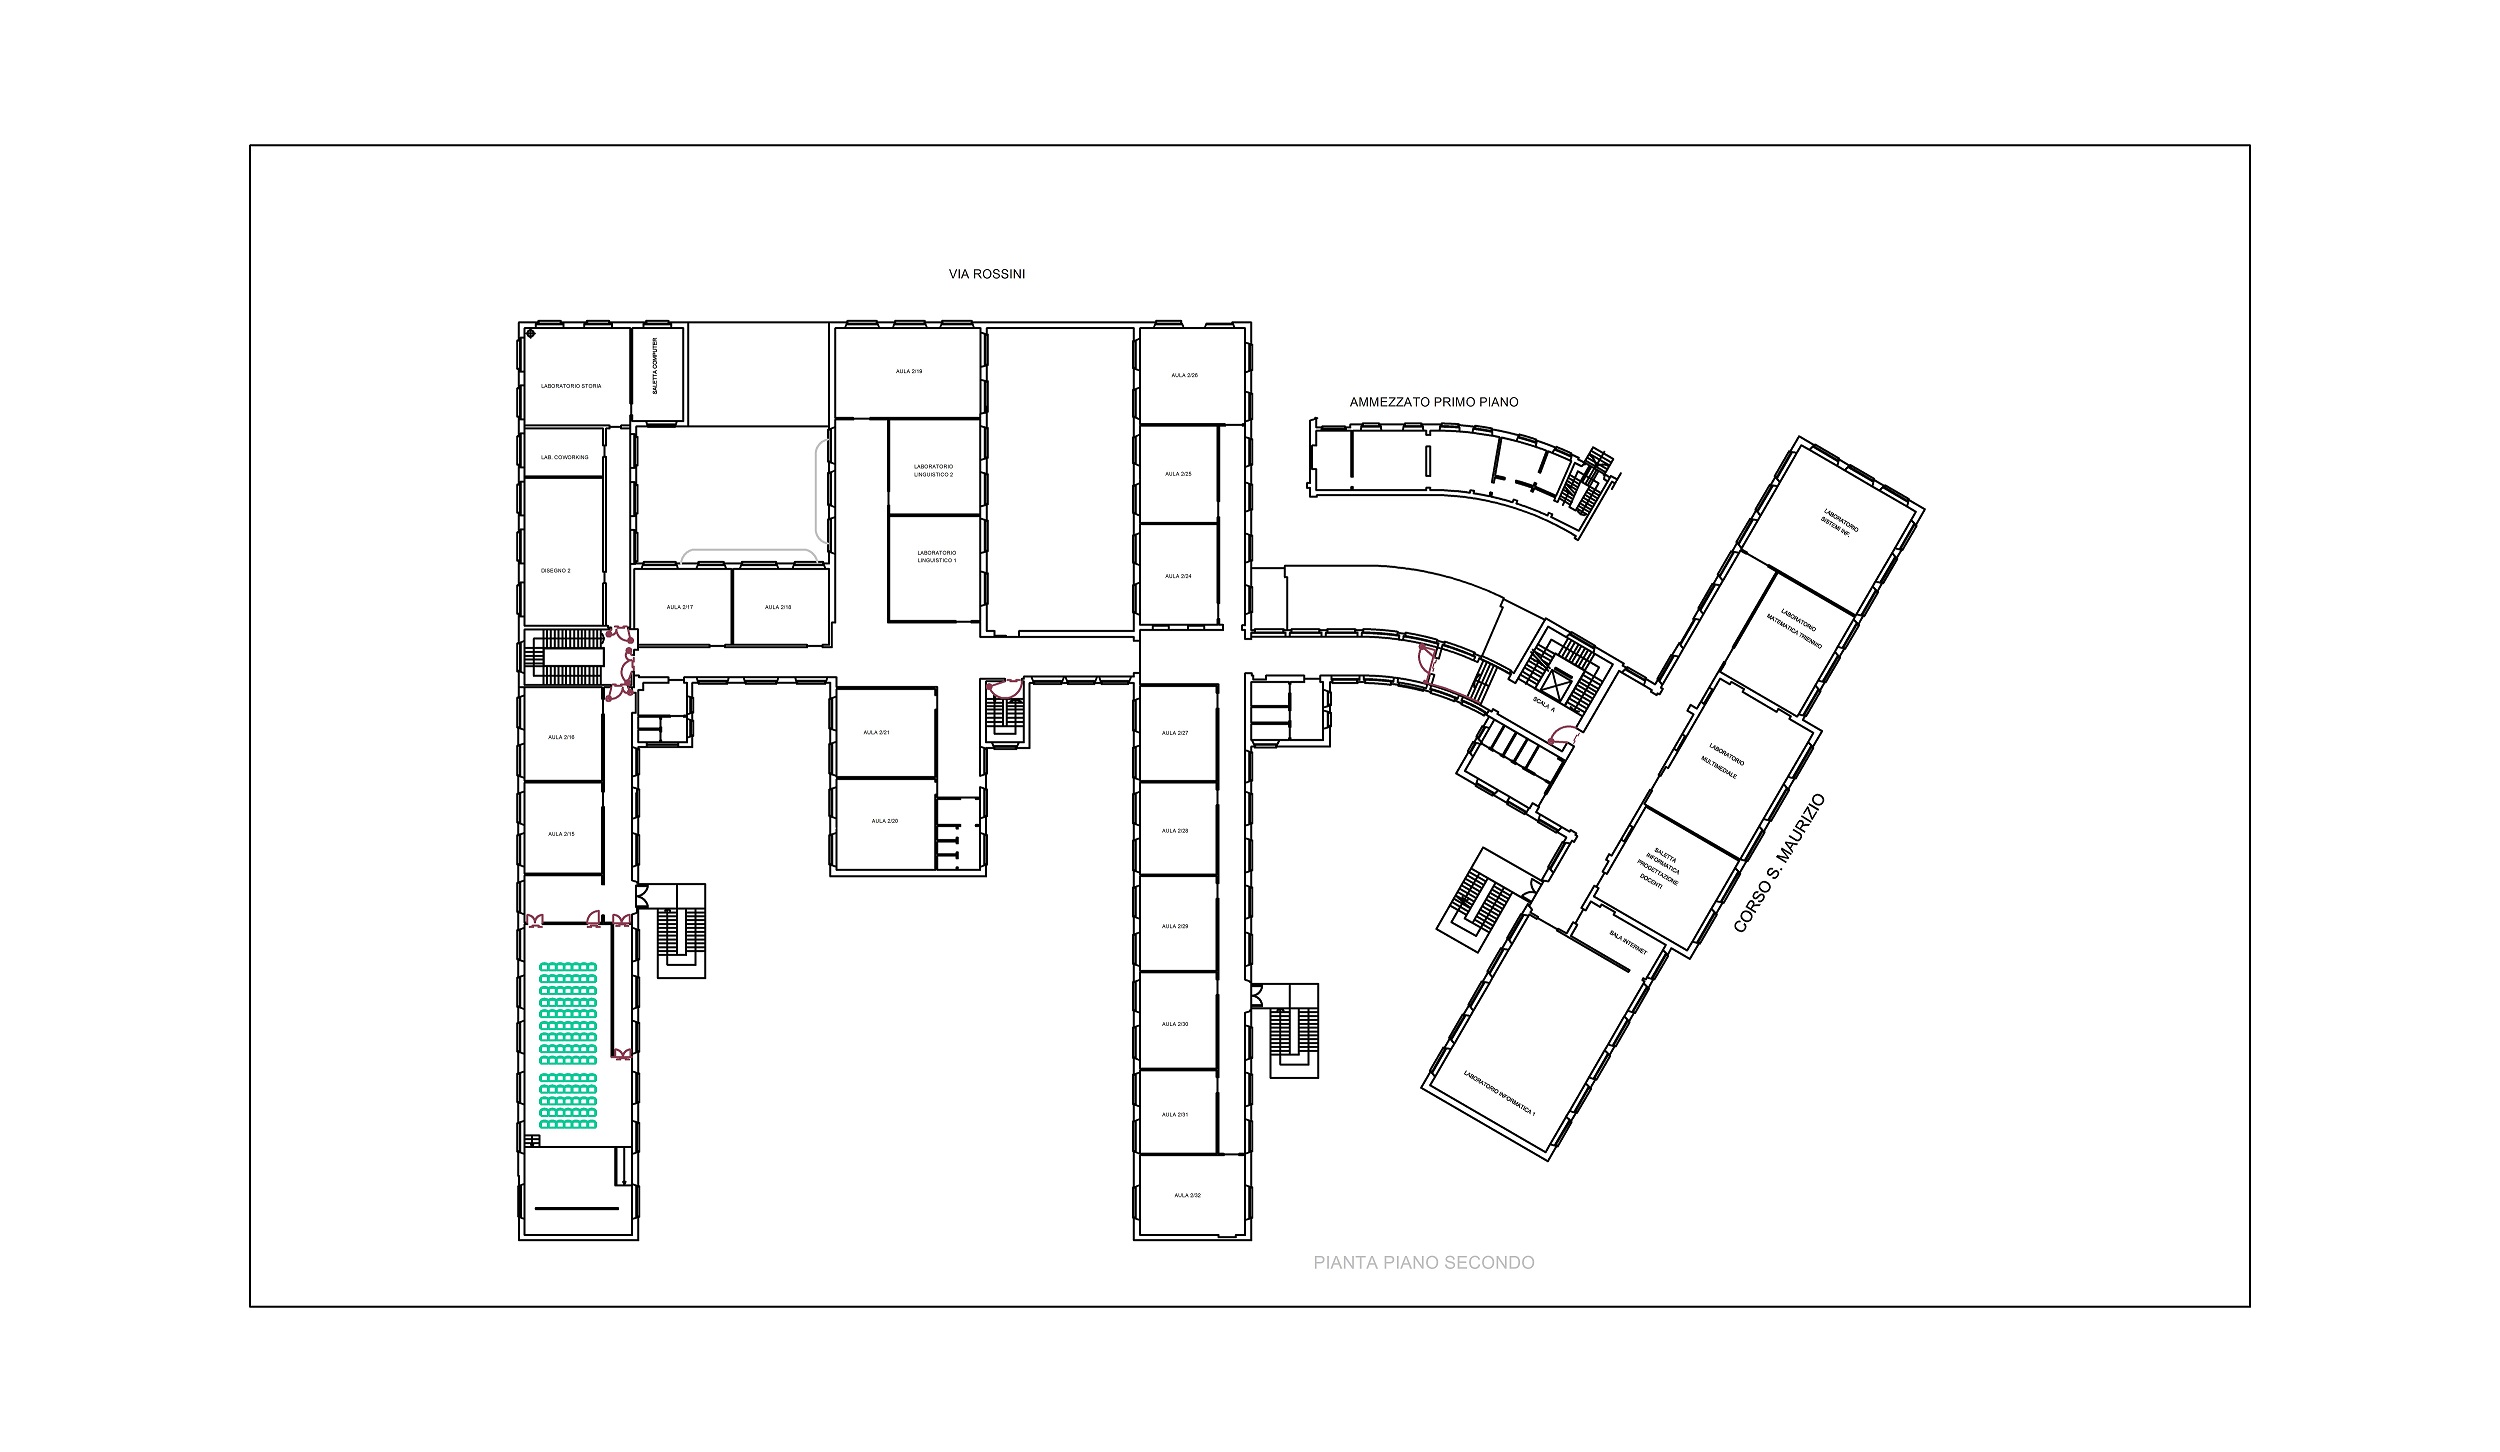 VIA ROSSINI
LABORATORIO STORIA
SALETTA COMPUTER
AULA 2/19
AULA 2/26
AMMEZZATO PRIMO PIANO
LAB. COWORKING
LABORATORIO
LINGUISTICO 2
AULA 2/25
LABORATORIO
SISTEMI INF.
DISEGNO 2
LABORATORIO
LINGUISTICO 1
AULA 2/24
AULA 2/17
AULA 2/18
LABORATORIO
MATEMATICA TRIENNIO
SCALA A
AULA 2/16
AULA 2/21
AULA 2/27
LABORATORIO
MULTIMEDIALE
AULA 2/15
AULA 2/20
AULA 2/28
SALETTA
INFORMATICA
PROGETTAZIONE
DOCENTI
CORSO S. MAURIZIO
AULA 2/29
SALA INTERNET
AULA 2/30
AULA 2/31
LABORATORIO INFORMATICA 1
AULA 2/32
PIANTA PIANO SECONDO